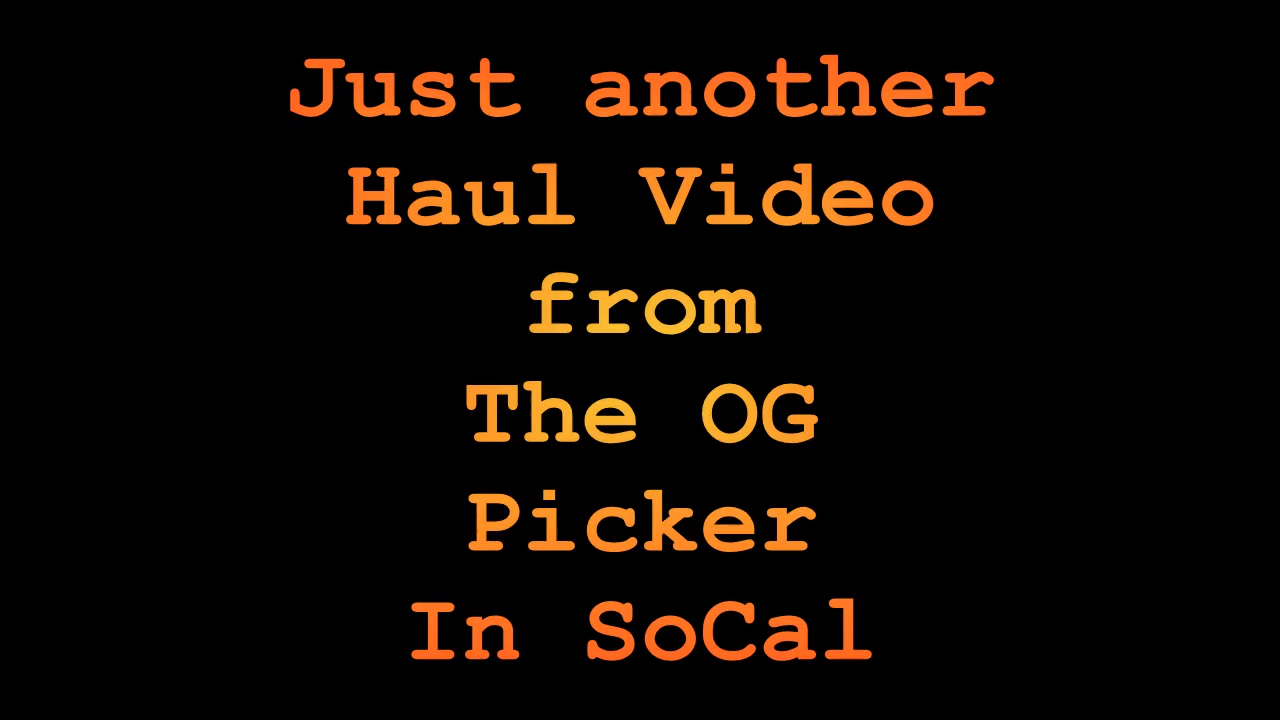 Just another
Haul Video
from
The OG
Picker
In SoCal